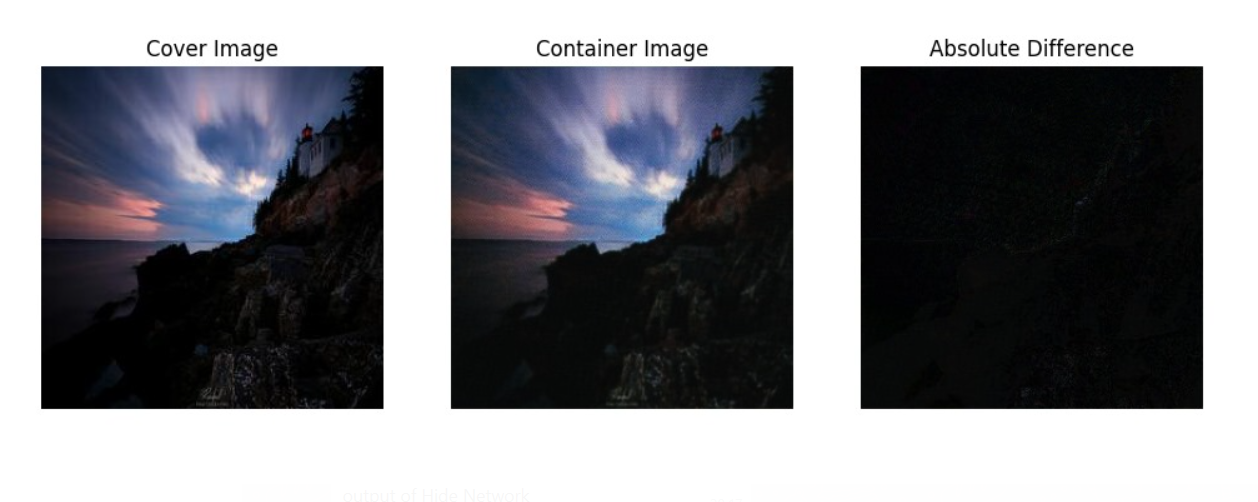 Cover Image
Container Image
Absolute Difference
output of Hide Network